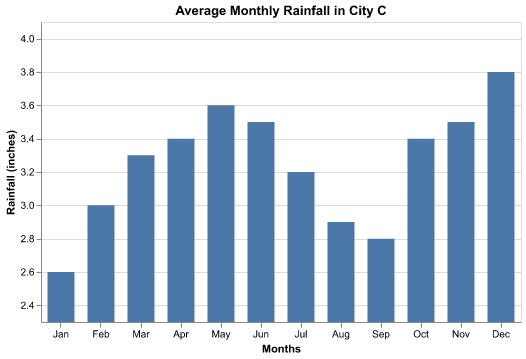 Average Monthly Rainfall in City C
4.0
3.8
3.6
3.4
3.2
3.0
2.8
2.6
2.4
Rainfall (inches)
Jan Feb Mar Apr May Jun Jul Aug Sep Oct Nov Dec
Months